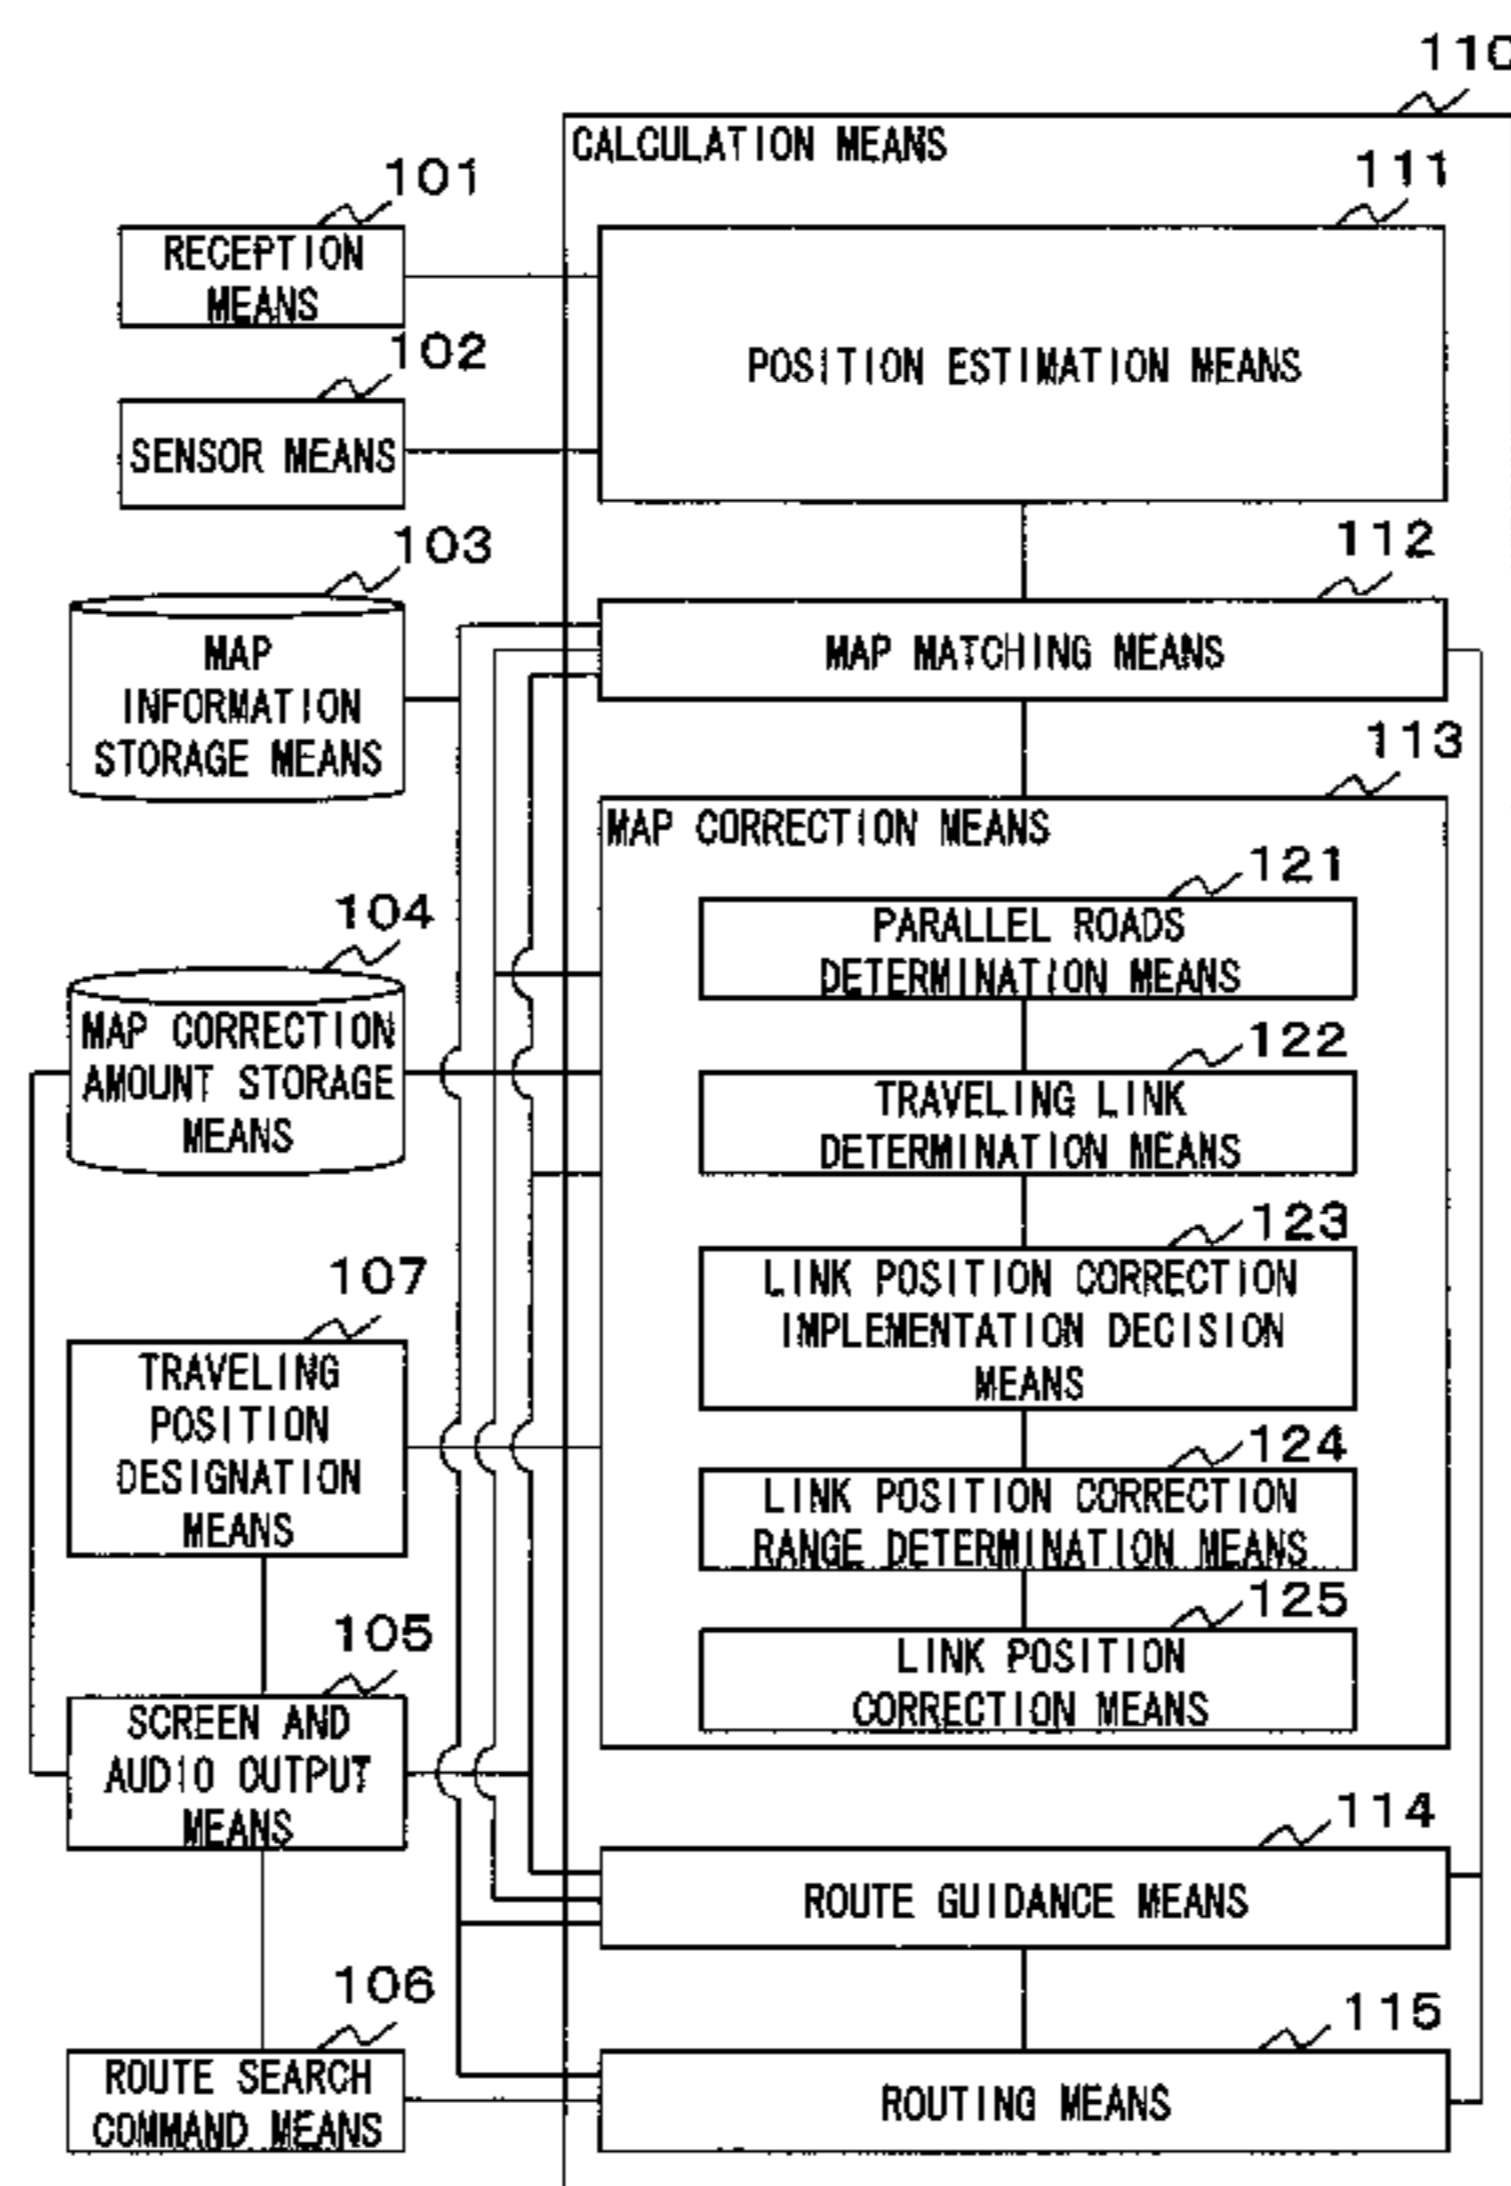 110
CALCULATION MEANS
101
RECEPTION
MEANS
111
POSITION ESTIMATION MEANS
102
SENSOR MEANS
103
MAP
INFORMATION
STORAGE MEANS
112
MAP MATCHING MEANS
113
MAP CORRECTION MEANS
104
MAP CORRECTION
AMOUNT STORAGE
MEANS
121
PARALLEL ROADS
DETERMINATION MEANS
122
TRAVELING LINK
DETERMINATION MEANS
123
LINK POSITION CORRECTION
IMPLEMENTATION DECISION
MEANS
107
TRAVELING
POSITION
DESIGNATION
MEANS
124
LINK POSITION CORRECTION
RANGE DETERMINATION MEANS
125
LINK POSITION
CORRECTION MEANS
105
SCREEN AND
AUDIO OUTPUT
MEANS
114
ROUTE GUIDANCE MEANS
106
ROUTE SEARCH
COMMAND MEANS
115
ROUTING MEANS